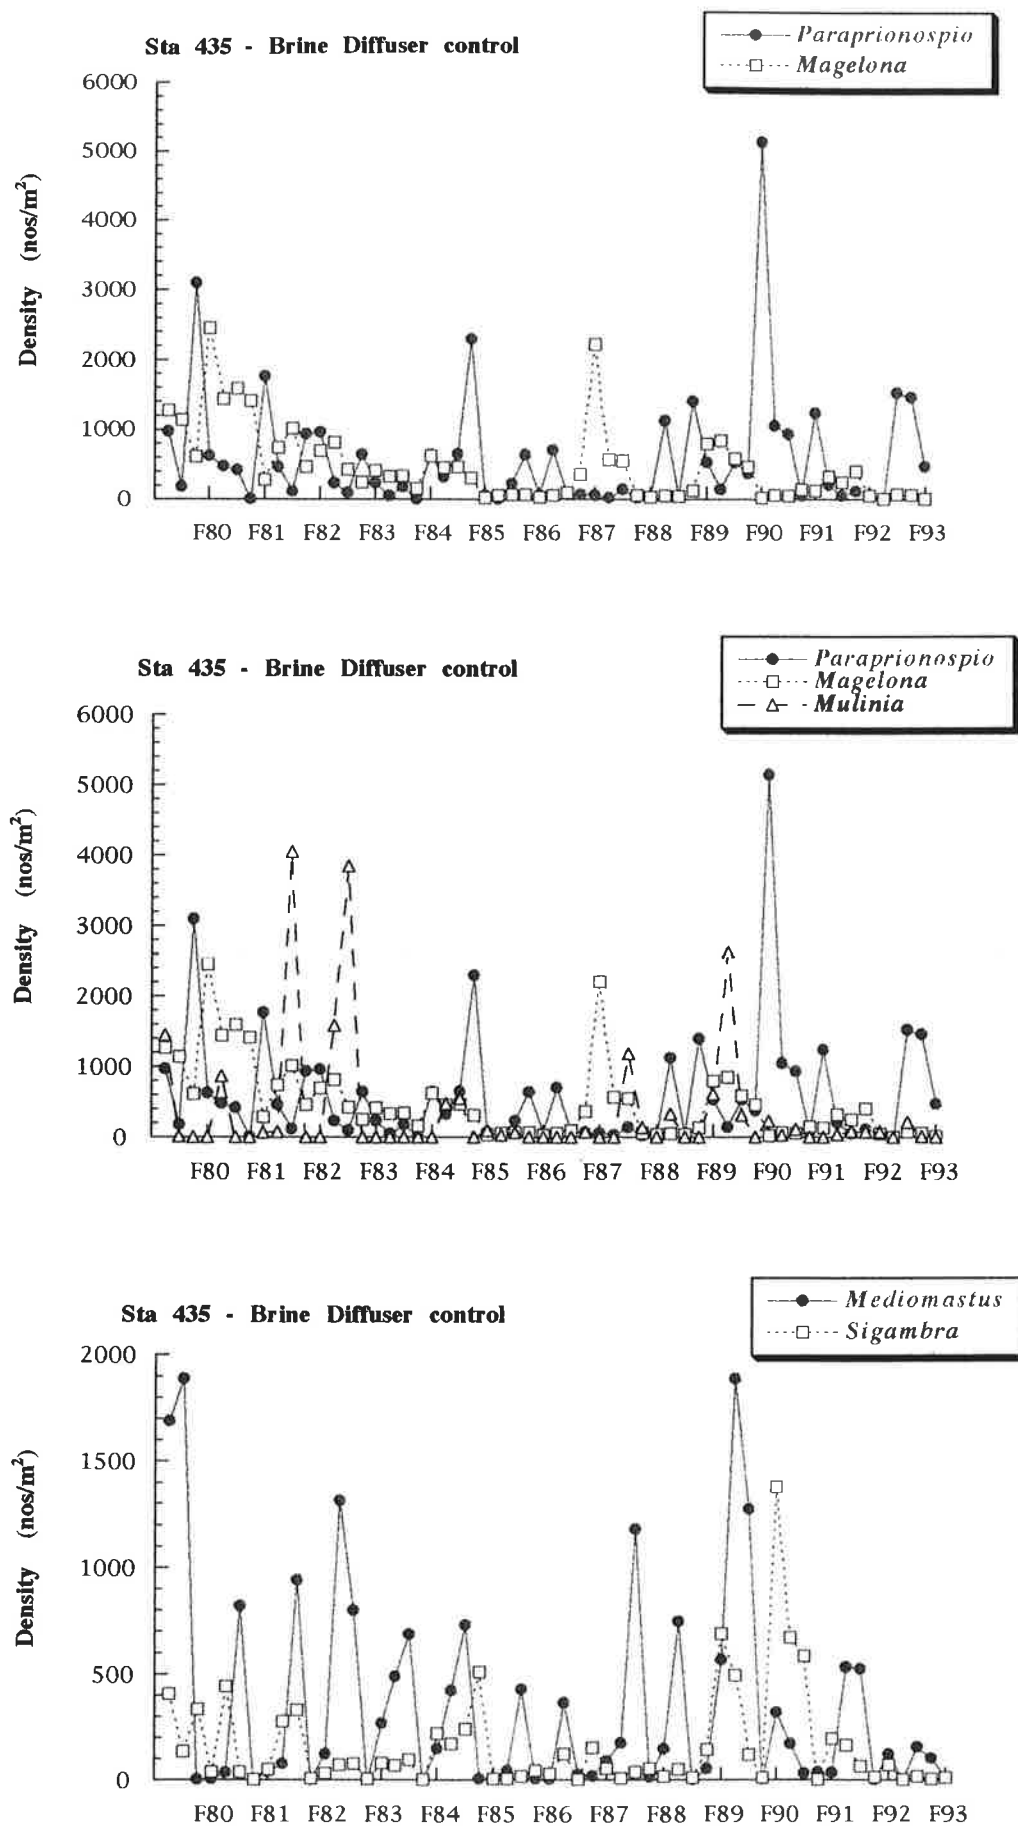 Sta 435 - Brine Diffuser control
Paraprionospio
Magelona
Density (nos/m²)
6000
5000
4000
3000
2000
1000
0
F80 F81 F82 F83 F84 F85 F86 F87 F88 F89 F90 F91 F92 F93
Sta 435 - Brine Diffuser control
Paraprionospio
Magelona
Mulinia
Density (nos/m²)
6000
5000
4000
3000
2000
1000
0
F80 F81 F82 F83 F84 F85 F86 F87 F88 F89 F90 F91 F92 F93
Sta 435 - Brine Diffuser control
Mediomastus
Sigambra
Density (nos/m²)
2000
1500
1000
500
0
F80 F81 F82 F83 F84 F85 F86 F87 F88 F89 F90 F91 F92 F93